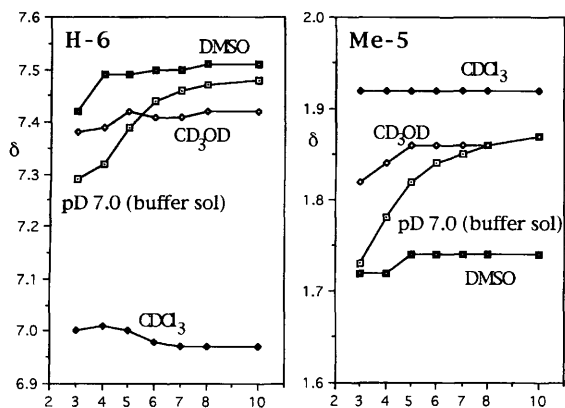 H-6
7.6
7.5
7.4
7.3
7.2
7.1
7.0
6.9
δ
DMSO
CD3OD
pD 7.0 (buffer sol)
CDCl3
2 3 4 5 6 7 8 9 10
Me-5
2.0
1.9
1.8
1.7
1.6
δ
CDCl3
CD3OD
pD 7.0 (buffer sol)
DMSO
2 3 4 5 6 7 8 9 10